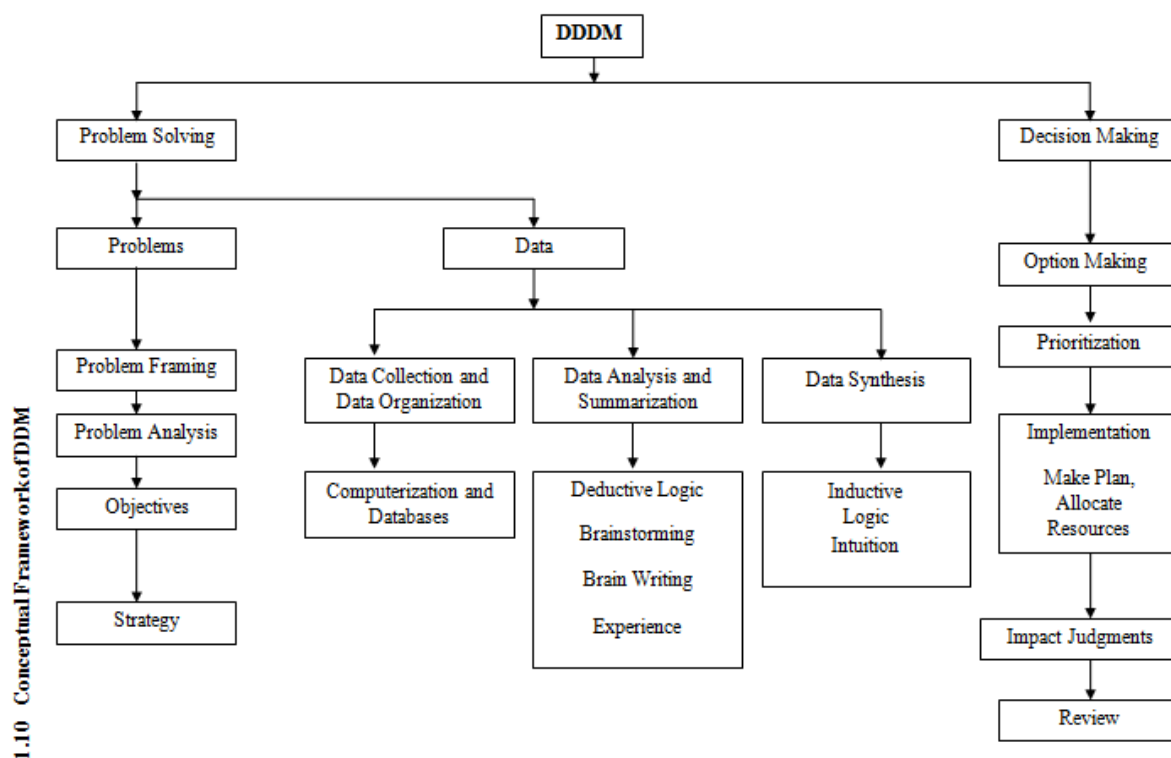 DDDM
Problem Solving
Decision Making
Problems
Data
Option Making
Prioritization
Problem Framing
Data Collection and
Data Organization
Data Analysis and
Summarization
Data Synthesis
Problem Analysis
Implementation
Make Plan,
Allocate
Resources
Objectives
Computerization and
Databases
Deductive Logic
Brainstorming
Brain Writing
Experience
Inductive
Logic
Intuition
Strategy
Impact Judgments
Review
1.10 Conceptual Framework of DDM